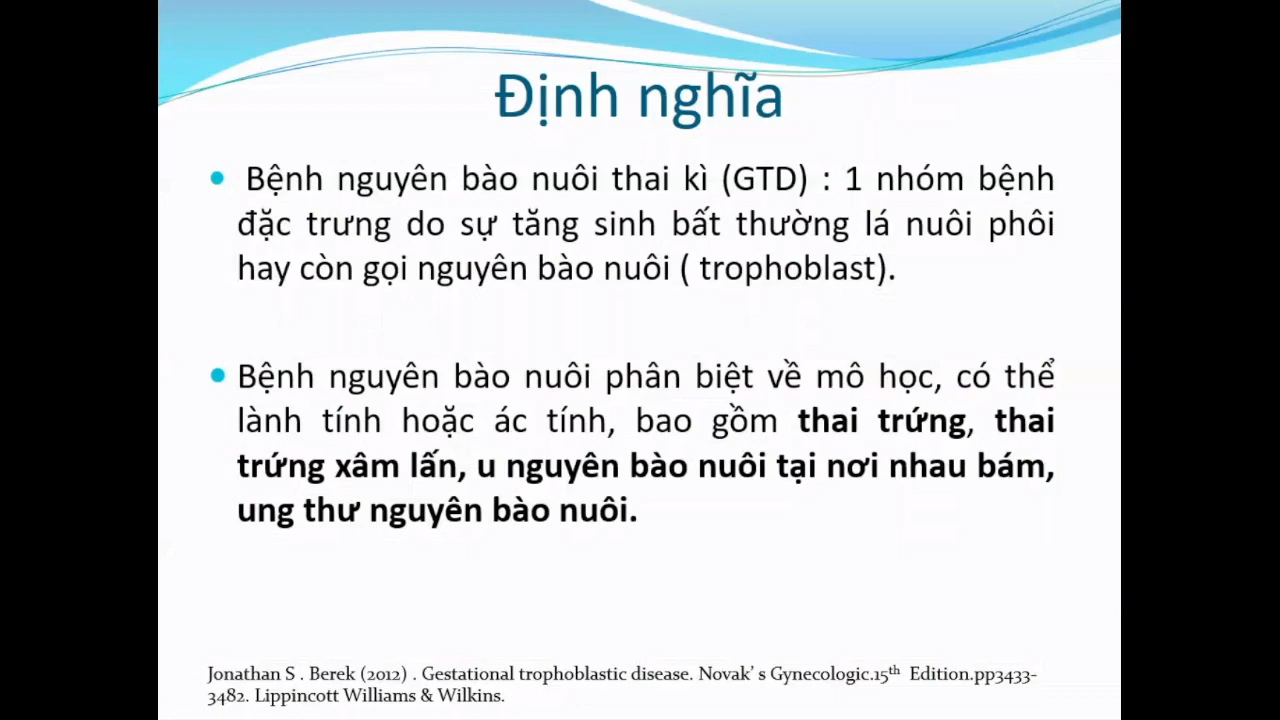 Định nghĩa
• Bệnh nguyên bào nuôi thai kì (GTD) : 1 nhóm bệnh
đặc trưng do sự tăng sinh bất thường lá nuôi phôi
hay còn gọi nguyên bào nuôi ( trophoblast).
• Bệnh nguyên bào nuôi phân biệt về mô học, có thể
lành tính hoặc ác tính, bao gồm thai trứng, thai
trứng xâm lấn, u nguyên bào nuôi tại nơi nhau bám,
ung thư nguyên bào nuôi.
Jonathan S . Berek (2012) . Gestational trophoblastic disease. Novak’ s Gynecologic.15th Edition.pp3433-
3482. Lippincott Williams & Wilkins.